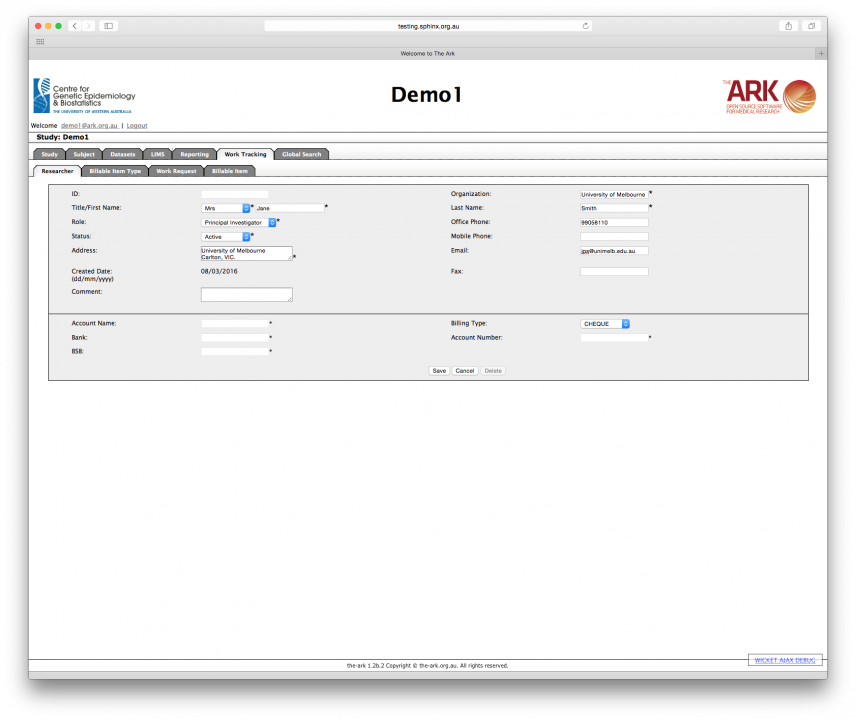 testing.sphinx.org.au
Welcome to The Ark
Centre for
Genetic Epidemiology
& Biostatistics
THE UNIVERSITY OF WESTERN AUSTRALIA
Demo1
THE ARK
OPEN SOURCE SOFTWARE
FOR MEDICAL RESEARCH
Welcome demo1@ark.org.au | Logout
Study: Demo1
Study Subject Datasets LIMS Reporting Work Tracking Global Search
Researcher Billable Item Type Work Request Billable Item
ID: Organization: University of Melbourne *
Title/First Name: Mrs * Jane * Last Name: Smith *
Role: Principal Investigator * Office Phone: 99058110
Status: Active * Mobile Phone:
Address: University of Melbourne Email: jps@unimelb.edu.au
Carlton, VIC. *
Created Date: 08/03/2016 Fax:
(dd/mm/yyyy)
Comment:
Account Name: * Billing Type: CHEQUE
Bank: * Account Number: *
BSB: *
Save Cancel Delete
the-ark 1.2b.2 Copyright © the-ark.org.au. All rights reserved.
WICKET AJAX DEBUG